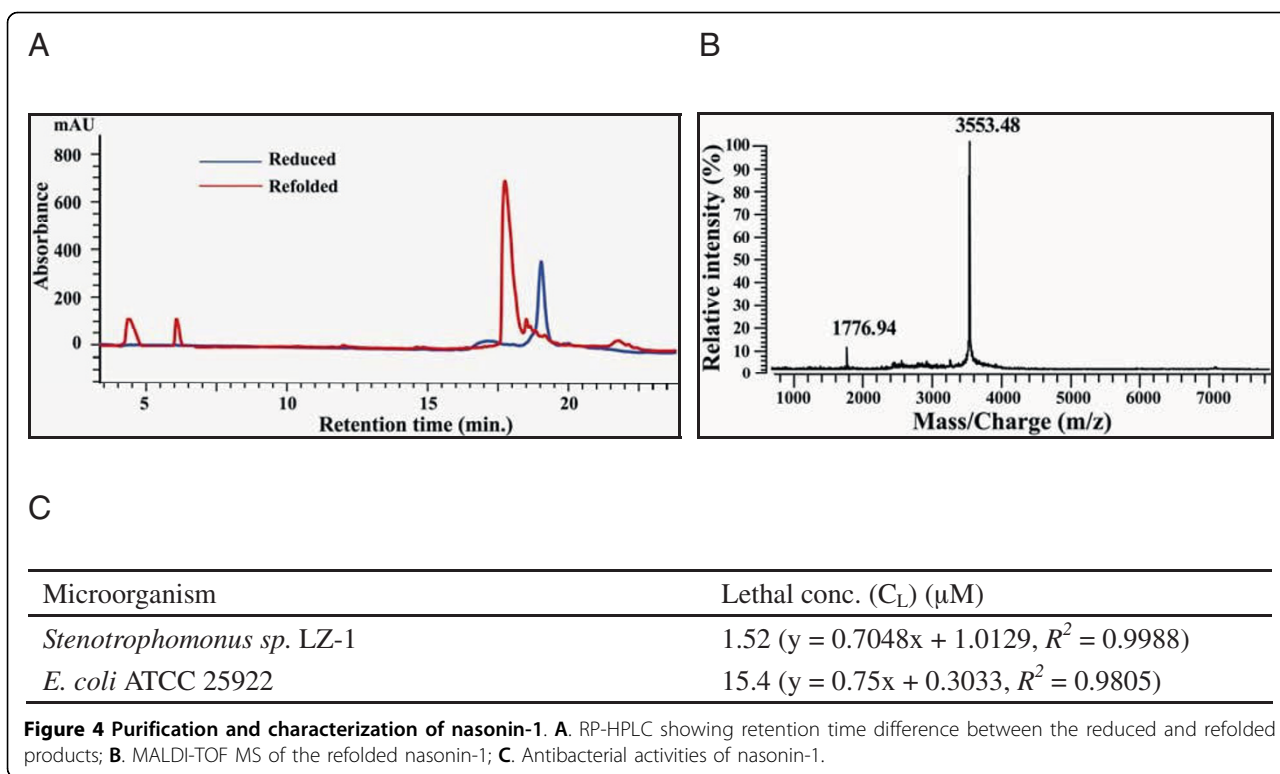 A
B
mAU
800
600
400
200
0
Absorbance
Reduced
Refolded
5 10 15 20
Retention time (min.)
3553.48
1776.94
100
90
80
70
60
50
40
30
20
10
0
Relative intensity (%)
1000 2000 3000 4000 5000 6000 7000
Mass/Charge (m/z)
C
Microorganism Lethal conc. (C_L) (µM)
Stenotrophomonus sp. LZ-1 1.52 (y = 0.7048x + 1.0129, R² = 0.9988)
E. coli ATCC 25922 15.4 (y = 0.75x + 0.3033, R² = 0.9805)
Figure 4 Purification and characterization of nasonin-1. A. RP-HPLC showing retention time difference between the reduced and refolded
products; B. MALDI-TOF MS of the refolded nasonin-1; C. Antibacterial activities of nasonin-1.